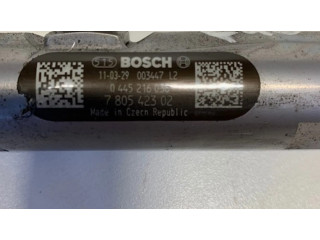 BOSCH
11-03-29 003447 L2
0 445 216
7 805 423 02
Made in Czech Republic